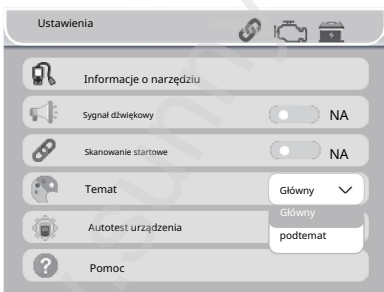 Ustawienia
Informacje o narzędziu
Sygnał dźwiękowy NA
Skanowanie startowe NA
Temat Główny
Główny
podtemat
Autotest urządzenia
Pomoc